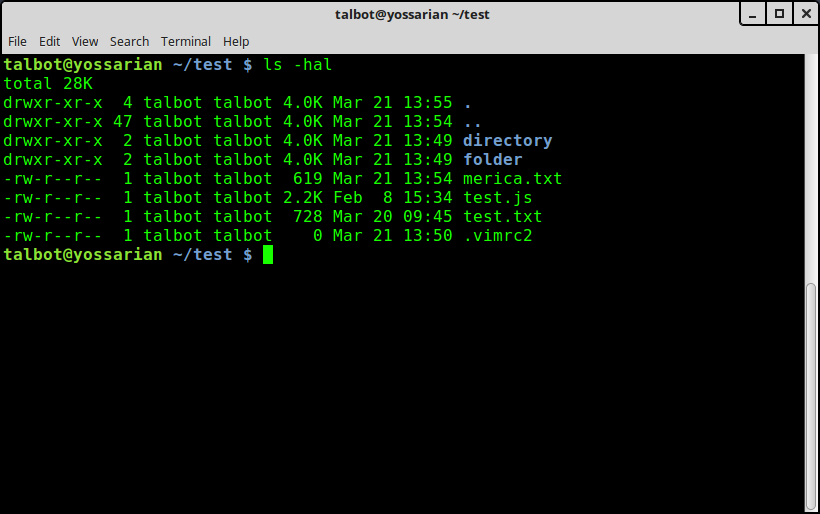 talbot@yossarian ~/test
File Edit View Search Terminal Help
talbot@yossarian ~/test $ ls -hal
total 28K
drwxr-xr-x  4 talbot talbot 4.0K Mar 21 13:55 .
drwxr-xr-x 47 talbot talbot 4.0K Mar 21 13:54 ..
drwxr-xr-x  2 talbot talbot 4.0K Mar 21 13:49 directory
drwxr-xr-x  2 talbot talbot 4.0K Mar 21 13:49 folder
-rw-r--r--  1 talbot talbot  619 Mar 21 13:54 merica.txt
-rw-r--r--  1 talbot talbot 2.2K Feb  8 15:34 test.js
-rw-r--r--  1 talbot talbot  728 Mar 20 09:45 test.txt
-rw-r--r--  1 talbot talbot    0 Mar 21 13:50 .vimrc2
talbot@yossarian ~/test $